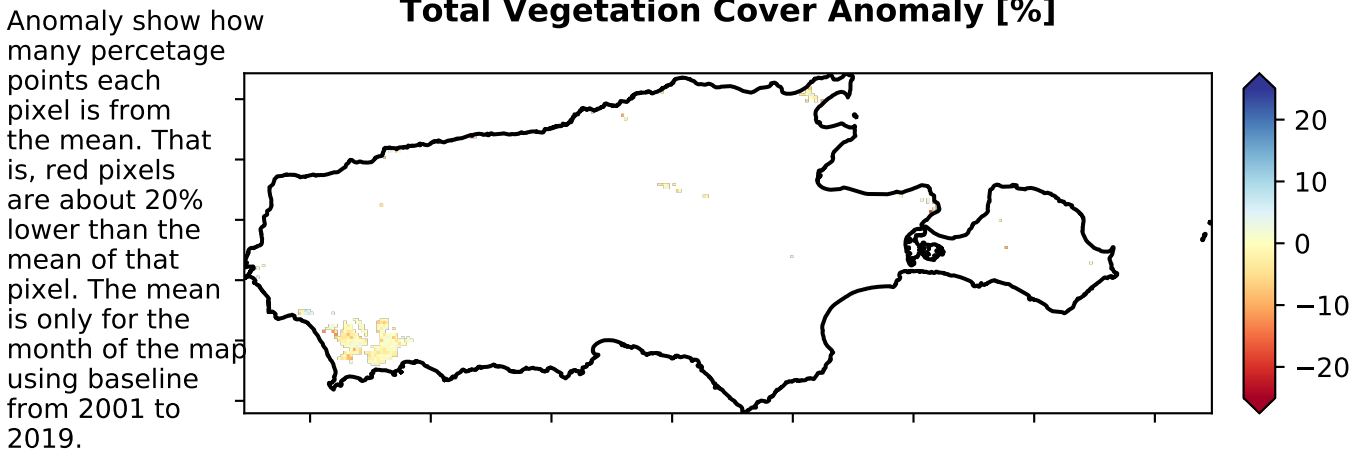 Total Vegetation Cover Anomaly [%]
Anomaly show how
many percetage
points each
pixel is from
the mean. That
is, red pixels
are about 20%
lower than the
mean of that
pixel. The mean
is only for the
month of the map
using baseline
from 2001 to
2019.
20
10
0
−10
−20